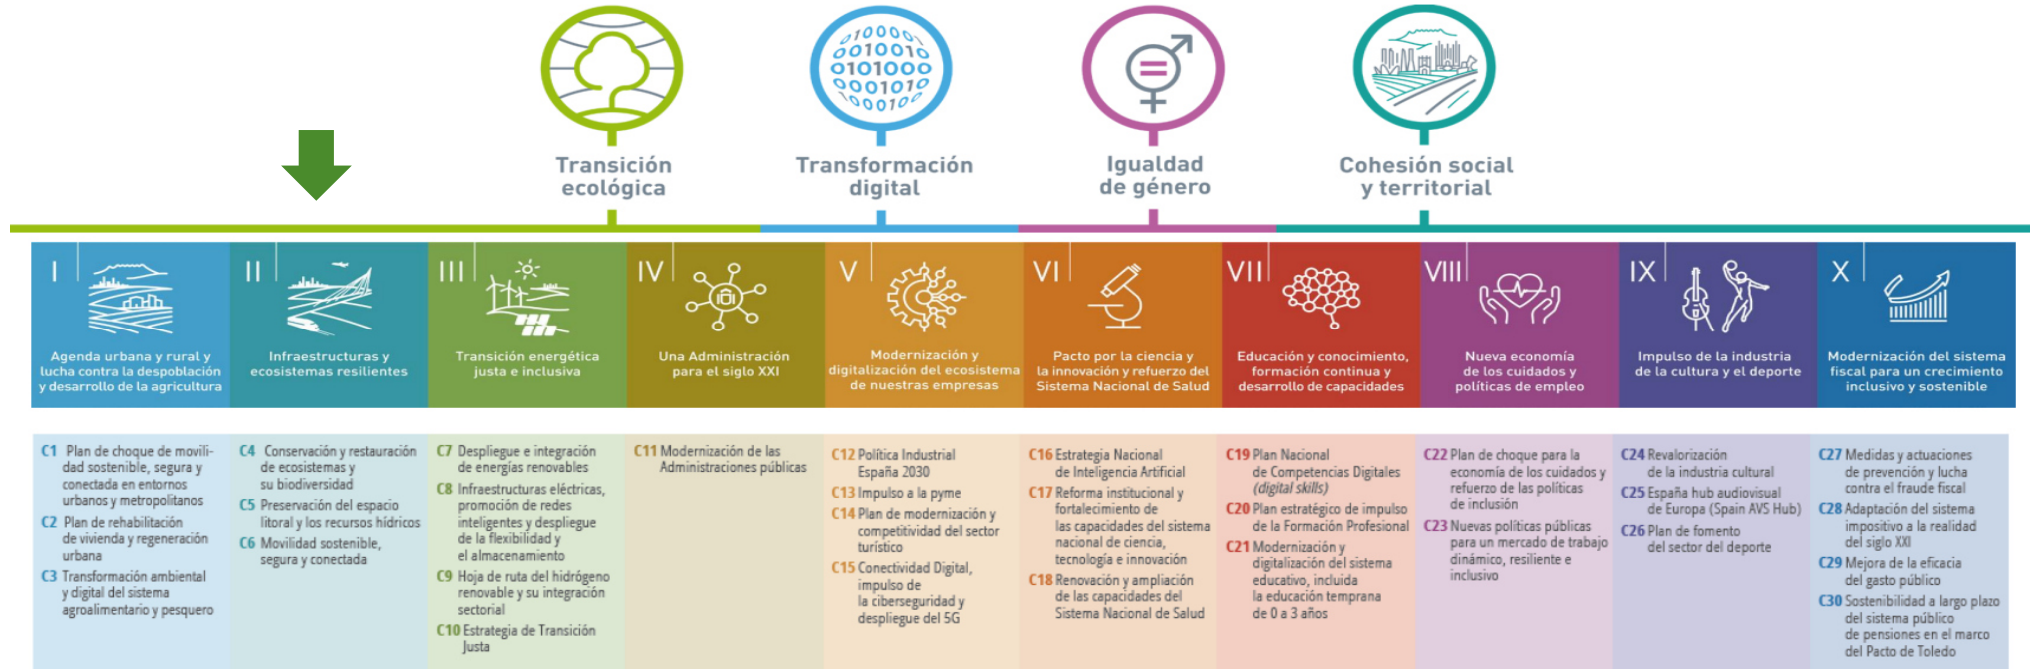 Transición
ecológica
Transformación
digital
Igualdad
de género
Cohesión social
y territorial
I
Agenda urbana y rural y
lucha contra la despoblación
y desarrollo de la agricultura
II
Infraestructuras y
ecosistemas resilientes
III
Transición energética
justa e inclusiva
IV
Una Administración
para el siglo XXI
V
Modernización y
digitalización del ecosistema
de nuestras empresas
VI
Pacto por la ciencia y
la innovación y refuerzo del
Sistema Nacional de Salud
VII
Educación y conocimiento,
formación continua y
desarrollo de capacidades
VIII
Nueva economía
de los cuidados y
políticas de empleo
IX
Impulso de la industria
de la cultura y el deporte
X
Modernización del sistema
fiscal para un crecimiento
inclusivo y sostenible
C1 Plan de choque de movili-
dad sostenible, segura y
conectada en entornos
urbanos y metropolitanos
C2 Plan de rehabilitación
de vivienda y regeneración
urbana
C3 Transformación ambiental
y digital del sistema
agroalimentario y pesquero
C4 Conservación y restauración
de ecosistemas y
su biodiversidad
C5 Preservación del espacio
litoral y los recursos hídricos
C6 Movilidad sostenible,
segura y conectada
C7 Despliegue e integración
de energías renovables
C8 Infraestructuras eléctricas,
promoción de redes
inteligentes y despliegue
de la flexibilidad y
el almacenamiento
C9 Hoja de ruta del hidrógeno
renovable y su integración
sectorial
C10 Estrategia de Transición
Justa
C11 Modernización de las
Administraciones públicas
C12 Política Industrial
España 2030
C13 Impulso a la pyme
C14 Plan de modernización y
competitividad del sector
turístico
C15 Conectividad Digital,
impulso de
la ciberseguridad y
despliegue del 5G
C16 Estrategia Nacional
de Inteligencia Artificial
C17 Reforma institucional y
fortalecimiento de
las capacidades del sistema
nacional de ciencia,
tecnología e innovación
C18 Renovación y ampliación
de las capacidades del
Sistema Nacional de Salud
C19 Plan Nacional
de Competencias Digitales
(digital skills)
C20 Plan estratégico de impulso
de la Formación Profesional
C21 Modernización y
digitalización del sistema
educativo, incluida
la educación temprana
de 0 a 3 años
C22 Plan de choque para la
economía de los cuidados y
refuerzo de las políticas
de inclusión
C23 Nuevas políticas públicas
para un mercado de trabajo
dinámico, resiliente e
inclusivo
C24 Revalorización
de la industria cultural
C25 España hub audiovisual
de Europa (Spain AVS Hub)
C26 Plan de fomento
del sector del deporte
C27 Medidas y actuaciones
de prevención y lucha
contra el fraude fiscal
C28 Adaptación del sistema
impositivo a la realidad
del siglo XXI
C29 Mejora de la eficacia
del gasto público
C30 Sostenibilidad a largo plazo
del sistema público
de pensiones en el marco
del Pacto de Toledo